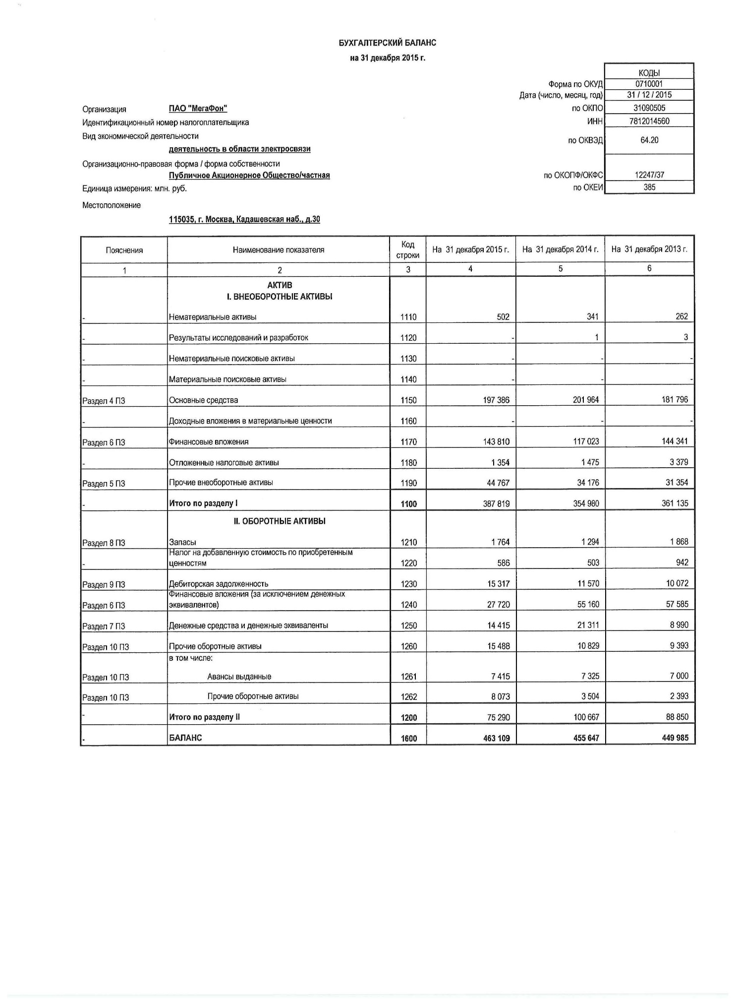 БУХГАЛТЕРСКИЙ БАЛАНС
на 31 декабря 2015 г.
КОДЫ
Форма по ОКУД 0710001
Дата (число, месяц, год) 31 / 12 / 2015
Организация ПАО "МегаФон" по ОКПО 31090505
Идентификационный номер налогоплательщика ИНН 7812014560
Вид экономической деятельности
по ОКВЭД 64.20
деятельность в области электросвязи
Организационно-правовая форма / форма собственности
Публичное Акционерное Общество/частная по ОКОПФ/ОКФС 12247/37
Единица измерения: млн. руб. по ОКЕИ 385
Местоположение
115035, г. Москва, Кадашевская наб., д.30
Пояснения Наименование показателя Код строки На 31 декабря 2015 г. На 31 декабря 2014 г. На 31 декабря 2013 г.
1 2 3 4 5 6
АКТИВ
I. ВНЕОБОРОТНЫЕ АКТИВЫ
- Нематериальные активы 1110 502 341 262
- Результаты исследований и разработок 1120 - 1 3
- Нематериальные поисковые активы 1130 - - -
- Материальные поисковые активы 1140 - - -
Раздел 4 ПЗ Основные средства 1150 197 386 201 964 181 796
- Доходные вложения в материальные ценности 1160 - - -
Раздел 6 ПЗ Финансовые вложения 1170 143 810 117 023 144 341
- Отложенные налоговые активы 1180 1 354 1 475 3 379
Раздел 5 ПЗ Прочие внеоборотные активы 1190 44 767 34 176 31 354
- Итого по разделу I 1100 387 819 354 980 361 135
II. ОБОРОТНЫЕ АКТИВЫ
Раздел 8 ПЗ Запасы 1210 1 764 1 294 1 868
Налог на добавленную стоимость по приобретенным
- ценностям 1220 586 503 942
Раздел 9 ПЗ Дебиторская задолженность 1230 15 317 11 570 10 072
Финансовые вложения (за исключением денежных
Раздел 6 ПЗ эквивалентов) 1240 27 720 55 160 57 585
Раздел 7 ПЗ Денежные средства и денежные эквиваленты 1250 14 415 21 311 8 990
Раздел 10 ПЗ Прочие оборотные активы 1260 15 488 10 829 9 393
в том числе:
Раздел 10 ПЗ Авансы выданные 1261 7 415 7 325 7 000
Раздел 10 ПЗ Прочие оборотные активы 1262 8 073 3 504 2 393
- Итого по разделу II 1200 75 290 100 667 88 850
- БАЛАНС 1600 463 109 455 647 449 985